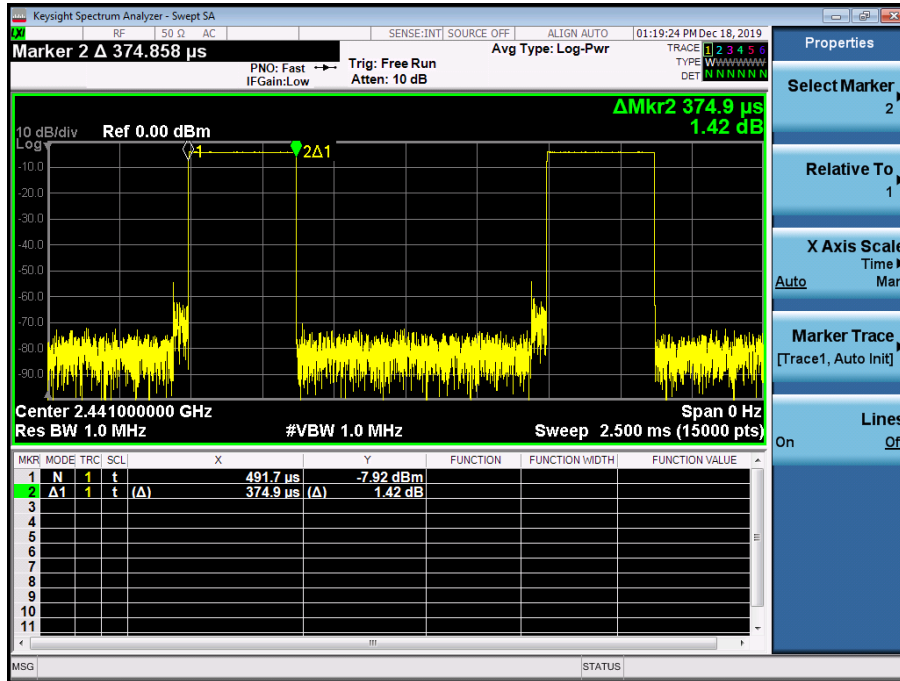 Keysight Spectrum Analyzer - Swept SA
LXI RF 50 Ω AC SENSE:INT SOURCE OFF ALIGN AUTO 01:19:24 PM Dec 18, 2019
Marker 2 Δ 374.858 µs
PNO: Fast
IFGain:Low
Trig: Free Run
Atten: 10 dB
Avg Type: Log-Pwr
TRACE 1 2 3 4 5 6
TYPE W W W W W W
DET N N N N N N
ΔMkr2 374.9 µs
1.42 dB
10 dB/div Ref 0.00 dBm
Log
1 2Δ1
-10.0
-20.0
-30.0
-40.0
-50.0
-60.0
-70.0
-80.0
-90.0
Center 2.441000000 GHz Span 0 Hz
Res BW 1.0 MHz #VBW 1.0 MHz Sweep 2.500 ms (15000 pts)
MKR MODE TRC SCL X Y FUNCTION FUNCTION WIDTH FUNCTION VALUE
1 N 1 t 491.7 µs -7.92 dBm
2 Δ1 1 t (Δ) 374.9 µs (Δ) 1.42 dB
3
4
5
6
7
8
9
10
11
MSG STATUS
Properties
Select Marker
2
Relative To
1
X Axis Scale
Time
Auto Man
Marker Trace
[Trace1, Auto Init]
Lines
On Off